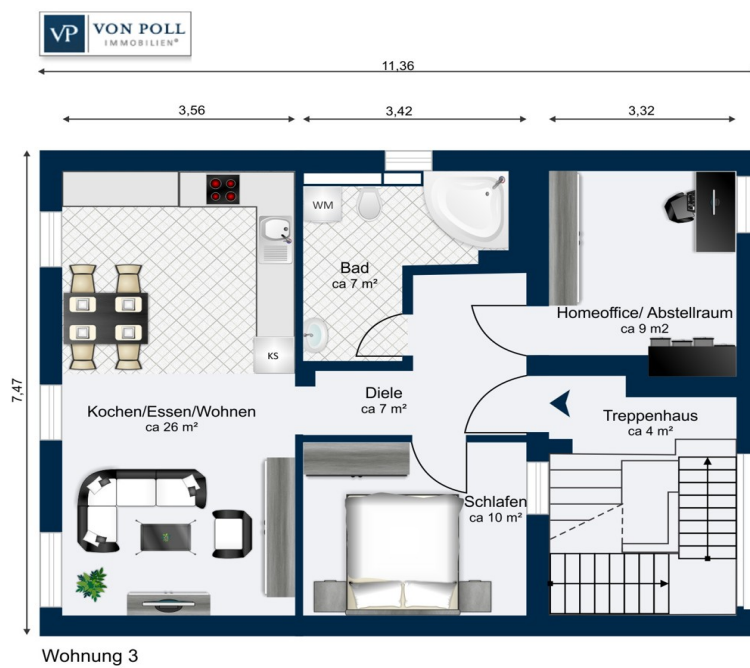 VP VON POLL
IMMOBILIEN®
11,36
3,56 3,42 3,32
7,47
WM
Bad
ca 7 m²
Homeoffice/ Abstellraum
ca 9 m2
KS
Kochen/Essen/Wohnen
ca 26 m²
Diele
ca 7 m²
Treppenhaus
ca 4 m²
Schlafen
ca 10 m²
Wohnung 3